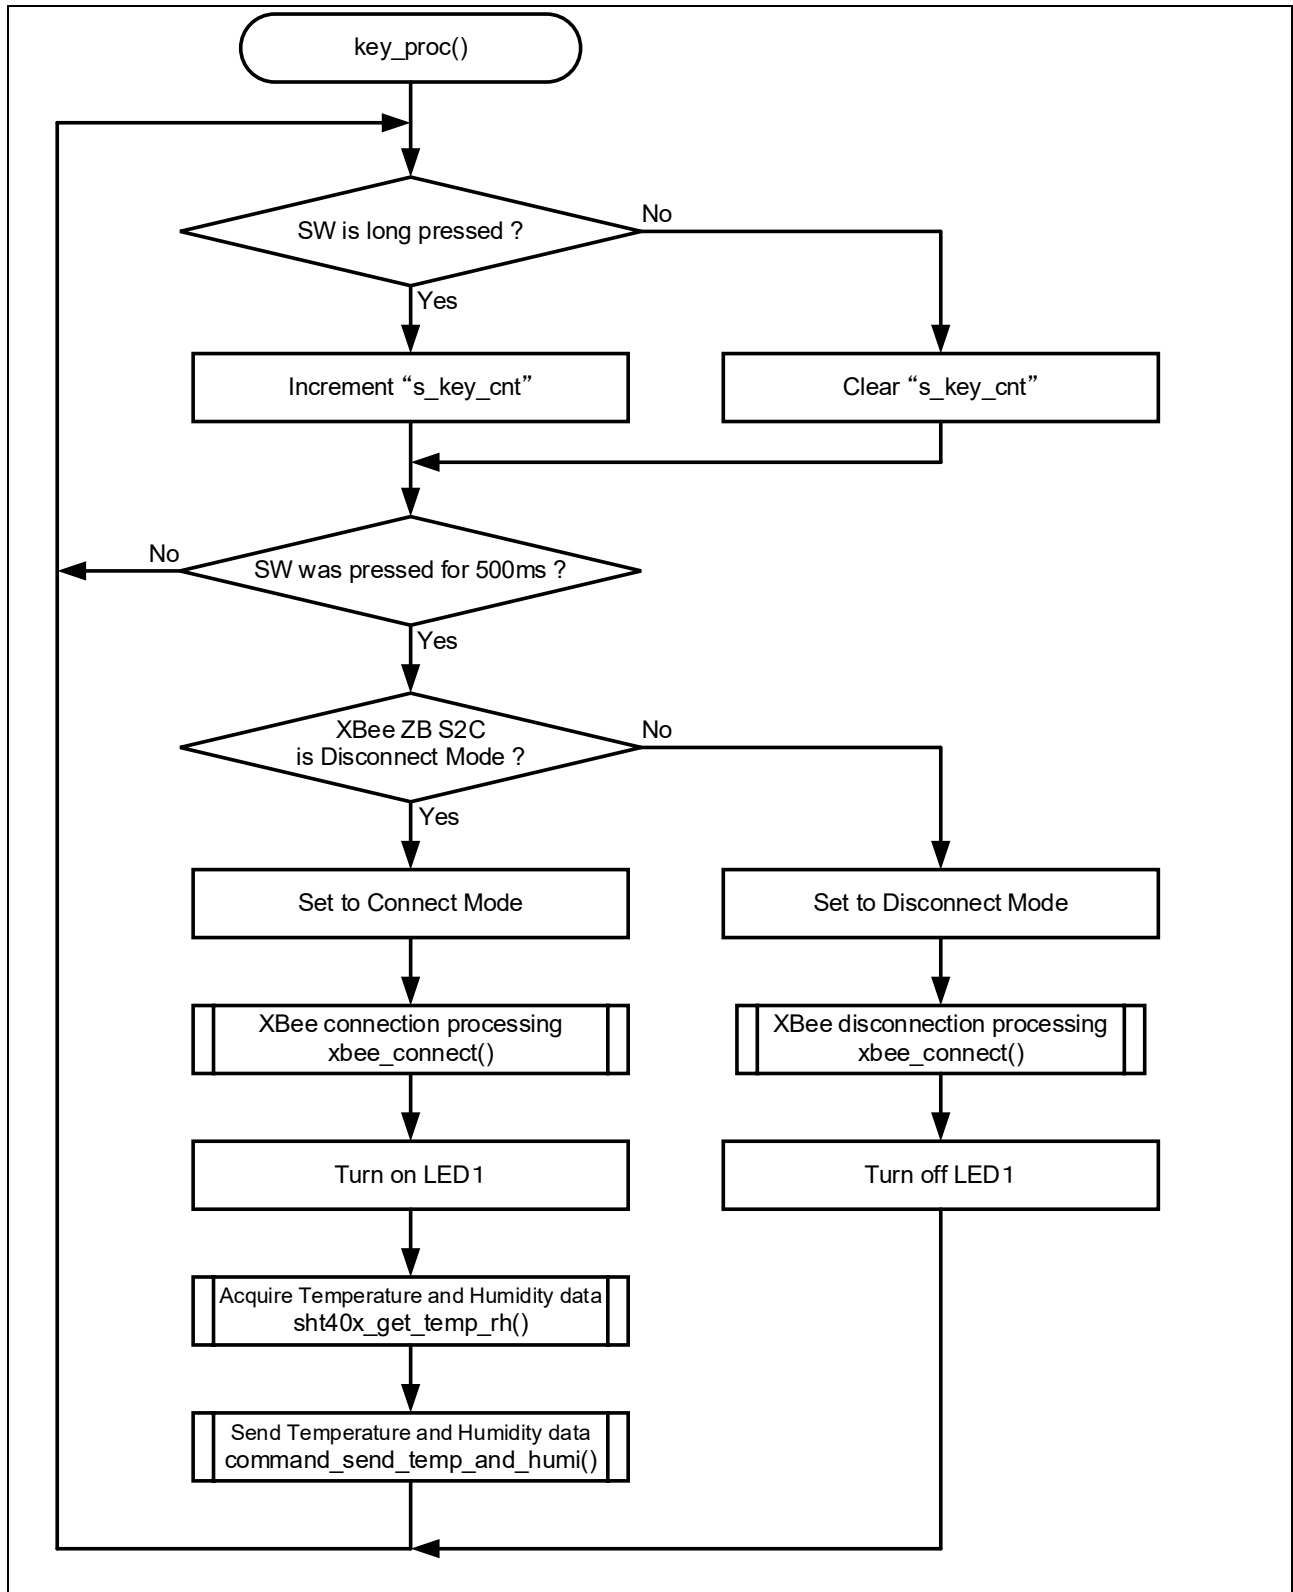 key_proc()
SW is long pressed ?
No
Yes
Increment “s_key_cnt”
Clear “s_key_cnt”
No
SW was pressed for 500ms ?
Yes
XBee ZB S2C
is Disconnect Mode ?
No
Yes
Set to Connect Mode
Set to Disconnect Mode
XBee connection processing
xbee_connect()
XBee disconnection processing
xbee_connect()
Turn on LED1
Turn off LED1
Acquire Temperature and Humidity data
sht40x_get_temp_rh()
Send Temperature and Humidity data
command_send_temp_and_humi()